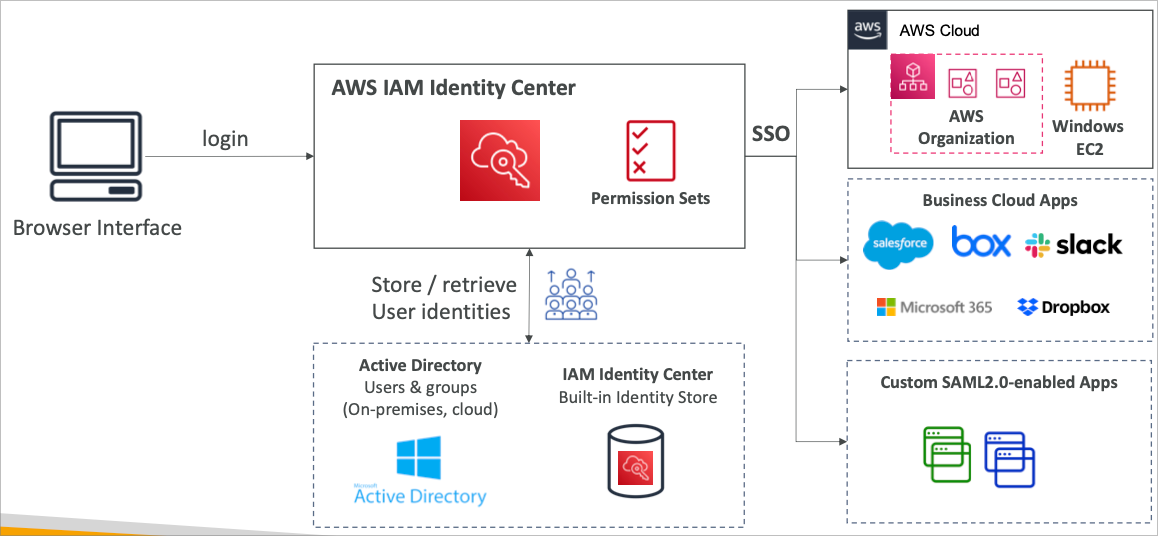 Browser Interface
login
AWS IAM Identity Center
Permission Sets
Store / retrieve
User identities
Active Directory
Users & groups
(On-premises, cloud)
Microsoft
Active Directory
IAM Identity Center
Built-in Identity Store
SSO
aws
AWS Cloud
AWS
Organization
Windows
EC2
Business Cloud Apps
salesforce
box
slack
Microsoft 365
Dropbox
Custom SAML2.0-enabled Apps